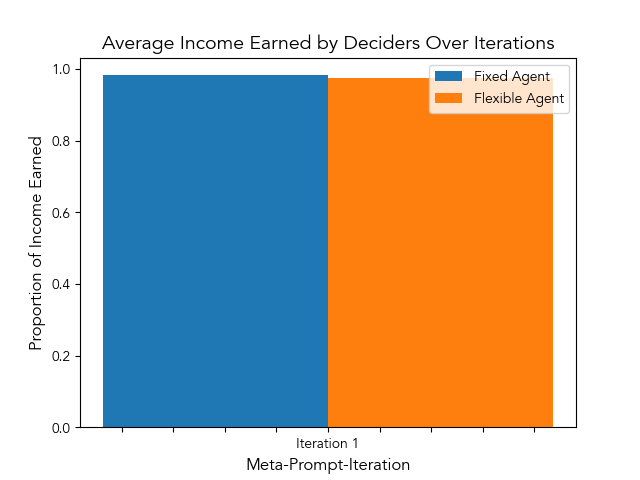 Average Income Earned by Deciders Over Iterations
Fixed Agent
Flexible Agent
Proportion of Income Earned
1.0
0.8
0.6
0.4
0.2
0.0
Iteration 1
Meta-Prompt-Iteration